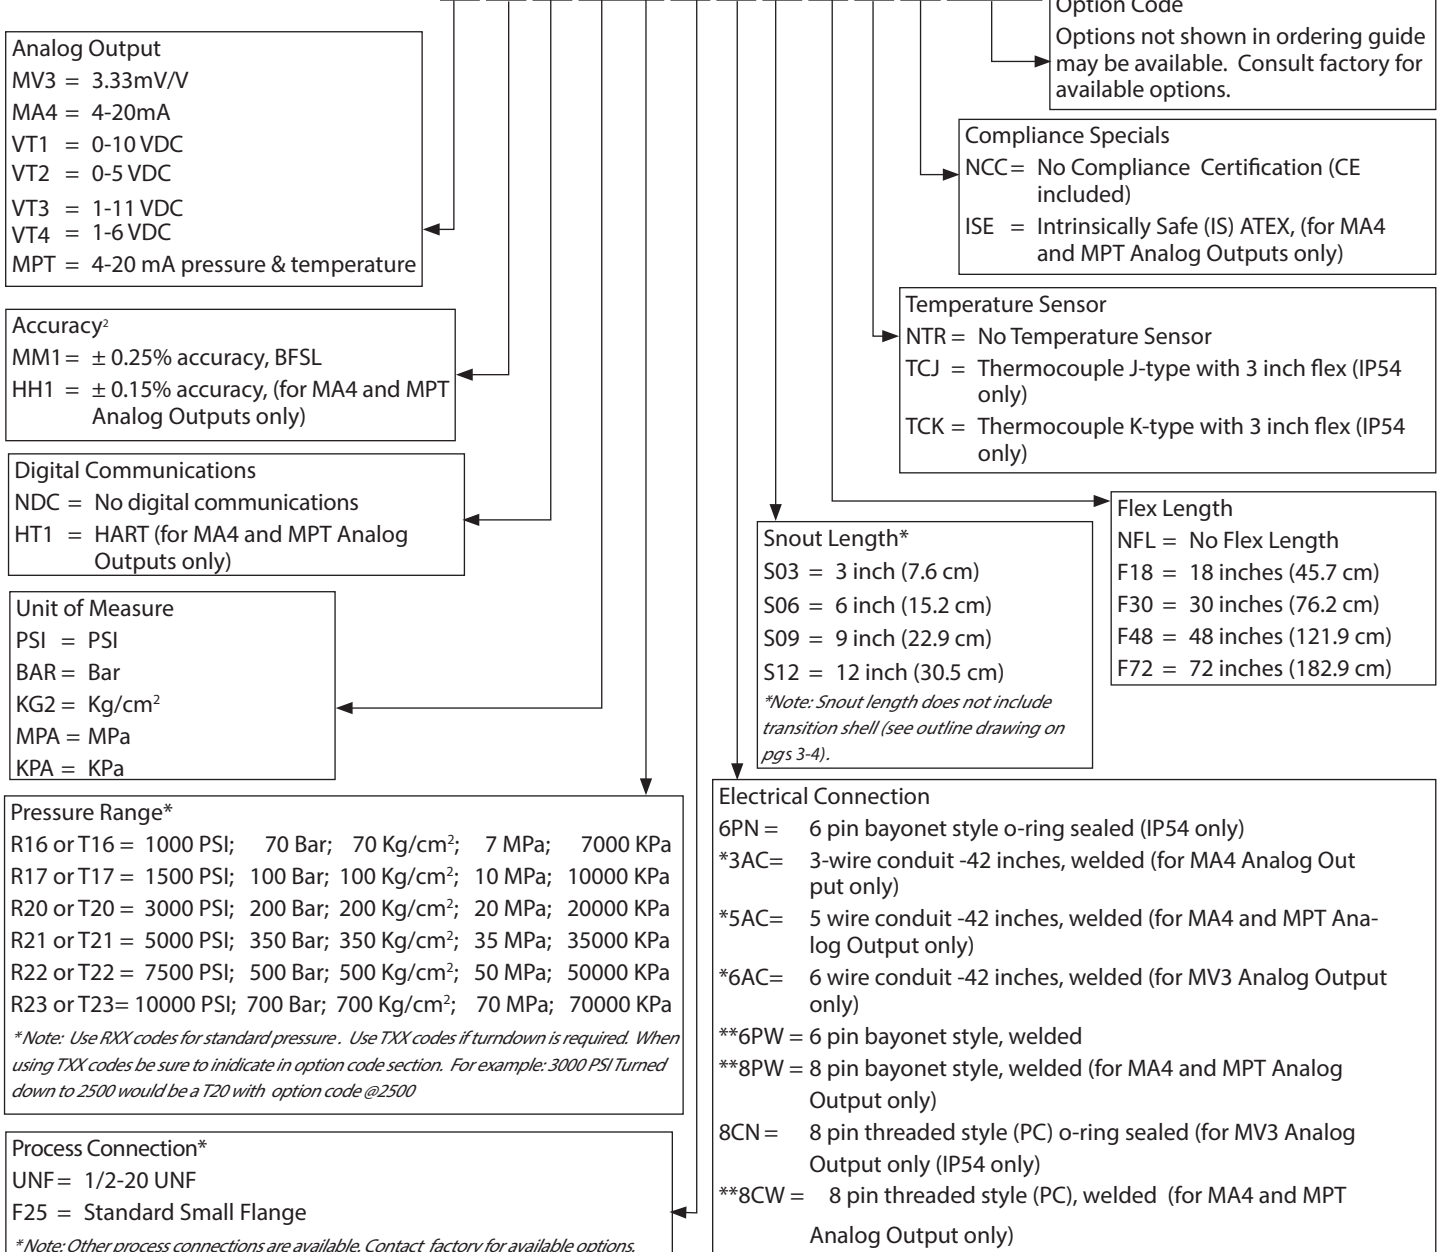 Option Code
Options not shown in ordering guide
may be available. Consult factory for
available options.
Analog Output
MV3 = 3.33mV/V
MA4 = 4-20mA
VT1 = 0-10 VDC
VT2 = 0-5 VDC
VT3 = 1-11 VDC
VT4 = 1-6 VDC
MPT = 4-20 mA pressure & temperature
Compliance Specials
NCC= No Compliance Certification (CE
included)
ISE = Intrinsically Safe (IS) ATEX, (for MA4
and MPT Analog Outputs only)
Accuracy²
MM1= ± 0.25% accuracy, BFSL
HH1 = ± 0.15% accuracy, (for MA4 and MPT
Analog Outputs only)
Temperature Sensor
NTR = No Temperature Sensor
TCJ = Thermocouple J-type with 3 inch flex (IP54
only)
TCK = Thermocouple K-type with 3 inch flex (IP54
only)
Digital Communications
NDC = No digital communications
HT1 = HART (for MA4 and MPT Analog
Outputs only)
Snout Length*
S03 = 3 inch (7.6 cm)
S06 = 6 inch (15.2 cm)
S09 = 9 inch (22.9 cm)
S12 = 12 inch (30.5 cm)
*Note: Snout length does not include
transition shell (see outline drawing on
pgs 3-4).
Flex Length
NFL = No Flex Length
F18 = 18 inches (45.7 cm)
F30 = 30 inches (76.2 cm)
F48 = 48 inches (121.9 cm)
F72 = 72 inches (182.9 cm)
Unit of Measure
PSI = PSI
BAR = Bar
KG2 = Kg/cm²
MPA = MPa
KPA = KPa
Pressure Range*
R16 or T16 = 1000 PSI; 70 Bar; 70 Kg/cm²; 7 MPa; 7000 KPa
R17 or T17 = 1500 PSI; 100 Bar; 100 Kg/cm²; 10 MPa; 10000 KPa
R20 or T20 = 3000 PSI; 200 Bar; 200 Kg/cm²; 20 MPa; 20000 KPa
R21 or T21 = 5000 PSI; 350 Bar; 350 Kg/cm²; 35 MPa; 35000 KPa
R22 or T22 = 7500 PSI; 500 Bar; 500 Kg/cm²; 50 MPa; 50000 KPa
R23 or T23= 10000 PSI; 700 Bar; 700 Kg/cm²; 70 MPa; 70000 KPa
*Note: Use RXX codes for standard pressure. Use TXX codes if turndown is required. When
using TXX codes be sure to inidicate in option code section. For example: 3000 PSI Turned
down to 2500 would be a T20 with option code @2500
Electrical Connection
6PN = 6 pin bayonet style o-ring sealed (IP54 only)
*3AC= 3-wire conduit -42 inches, welded (for MA4 Analog Out
put only)
*5AC= 5 wire conduit -42 inches, welded (for MA4 and MPT Ana-
log Output only)
*6AC= 6 wire conduit -42 inches, welded (for MV3 Analog Output
only)
**6PW = 6 pin bayonet style, welded
**8PW = 8 pin bayonet style, welded (for MA4 and MPT Analog
Output only)
8CN = 8 pin threaded style (PC) o-ring sealed (for MV3 Analog
Output only (IP54 only)
**8CW = 8 pin threaded style (PC), welded (for MA4 and MPT
Analog Output only)
Process Connection*
UNF = 1/2-20 UNF
F25 = Standard Small Flange
*Note: Other process connections are available. Contact factory for available options.